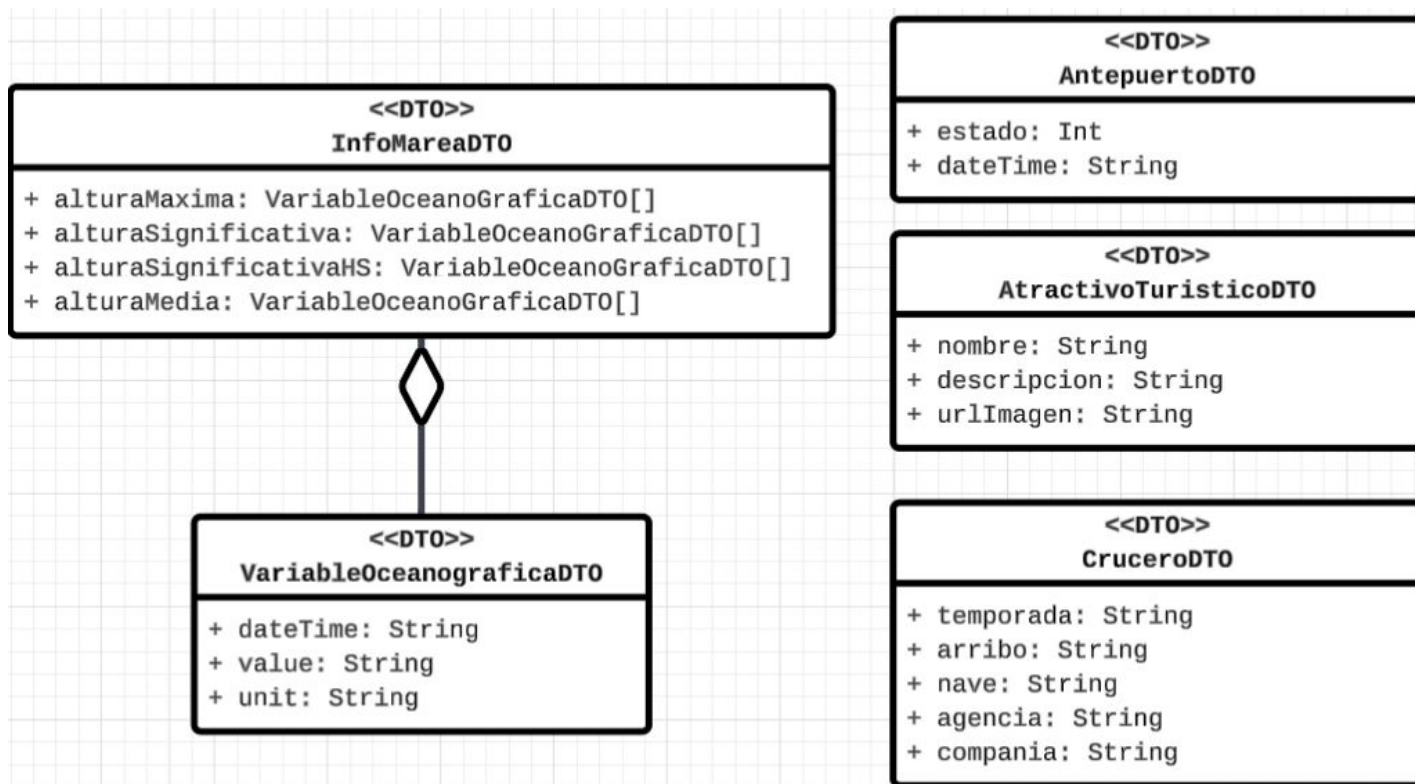 <<DTO>>
InfoMareaDTO
+ alturaMaxima: VariableOceanoGraficaDTO[]
+ alturaSignificativa: VariableOceanoGraficaDTO[]
+ alturaSignificativaHS: VariableOceanoGraficaDTO[]
+ alturaMedia: VariableOceanoGraficaDTO[]
<<DTO>>
VariableOceanograficaDTO
+ dateTime: String
+ value: String
+ unit: String
<<DTO>>
AntepuertoDTO
+ estado: Int
+ dateTime: String
<<DTO>>
AtractivoTuristicoDTO
+ nombre: String
+ descripcion: String
+ urlImagen: String
<<DTO>>
CruceroDTO
+ temporada: String
+ arribo: String
+ nave: String
+ agencia: String
+ compania: String